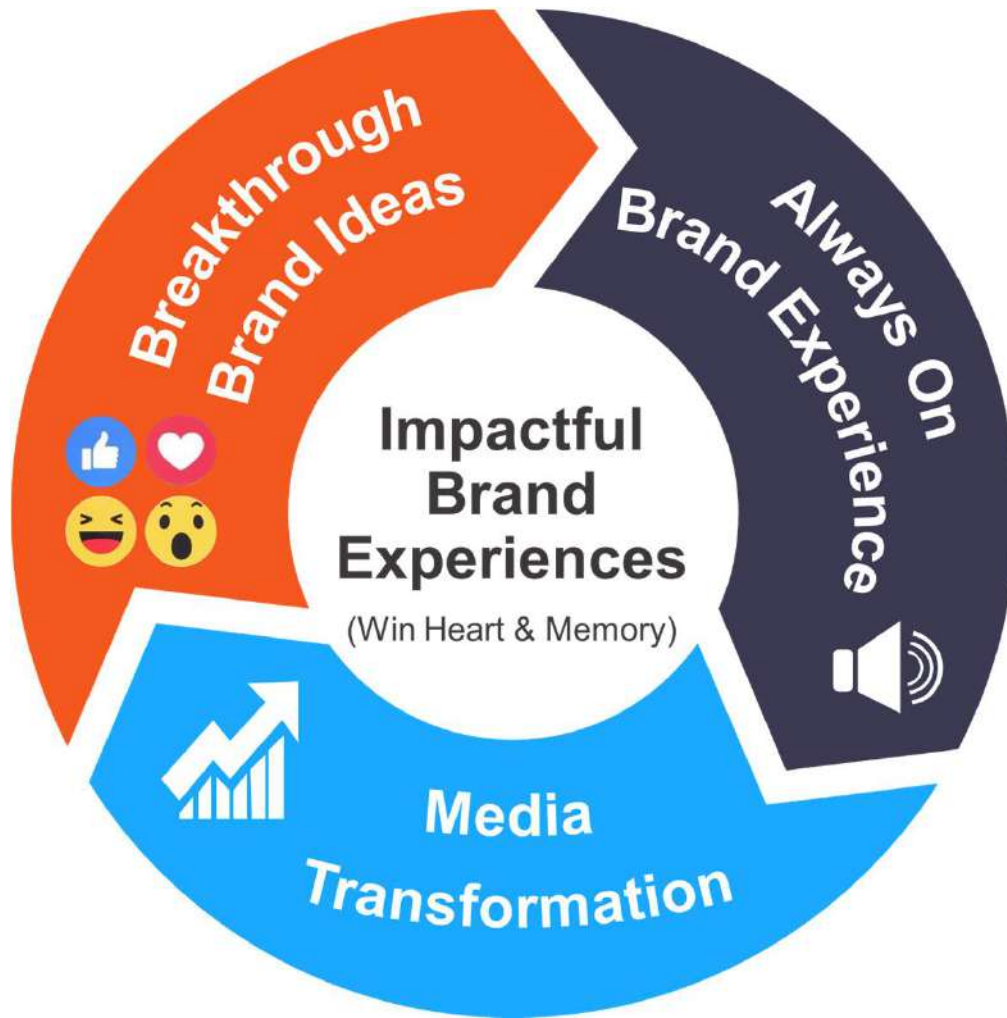 Breakthrough
Brand Ideas
Always On
Brand Experience
Impactful
Brand
Experiences
(Win Heart & Memory)
Media
Transformation